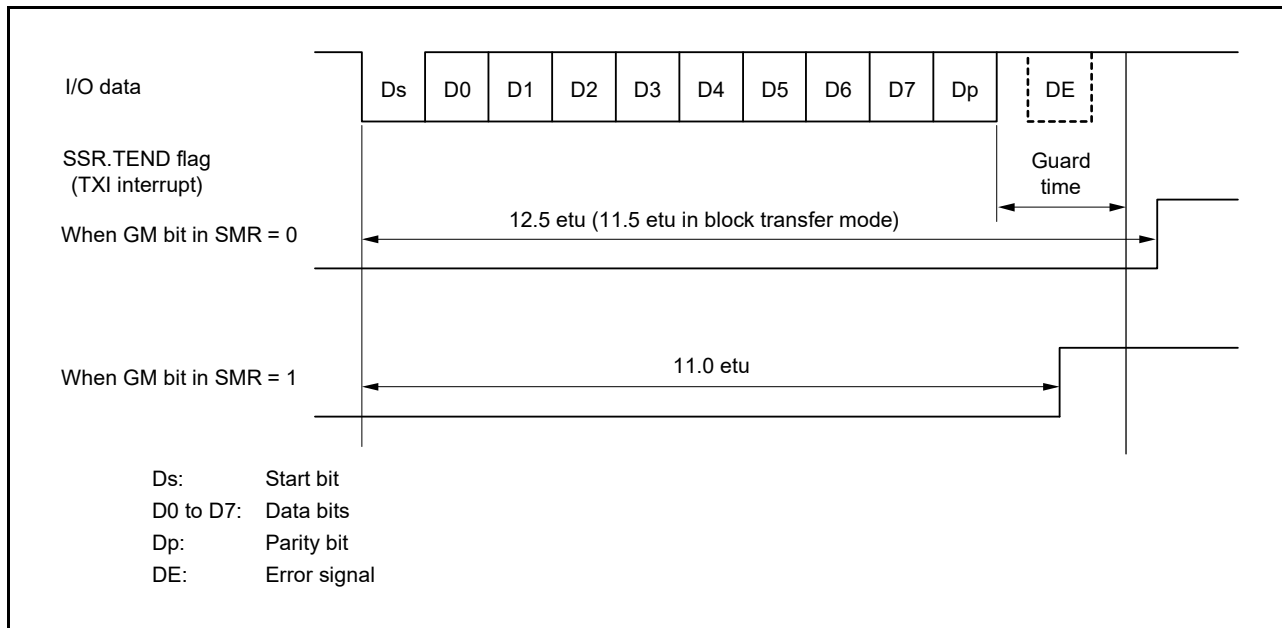 I/O data
Ds D0 D1 D2 D3 D4 D5 D6 D7 Dp DE
SSR.TEND flag
(TXI interrupt)
Guard
time
When GM bit in SMR = 0
12.5 etu (11.5 etu in block transfer mode)
When GM bit in SMR = 1
11.0 etu
Ds: Start bit
D0 to D7: Data bits
Dp: Parity bit
DE: Error signal